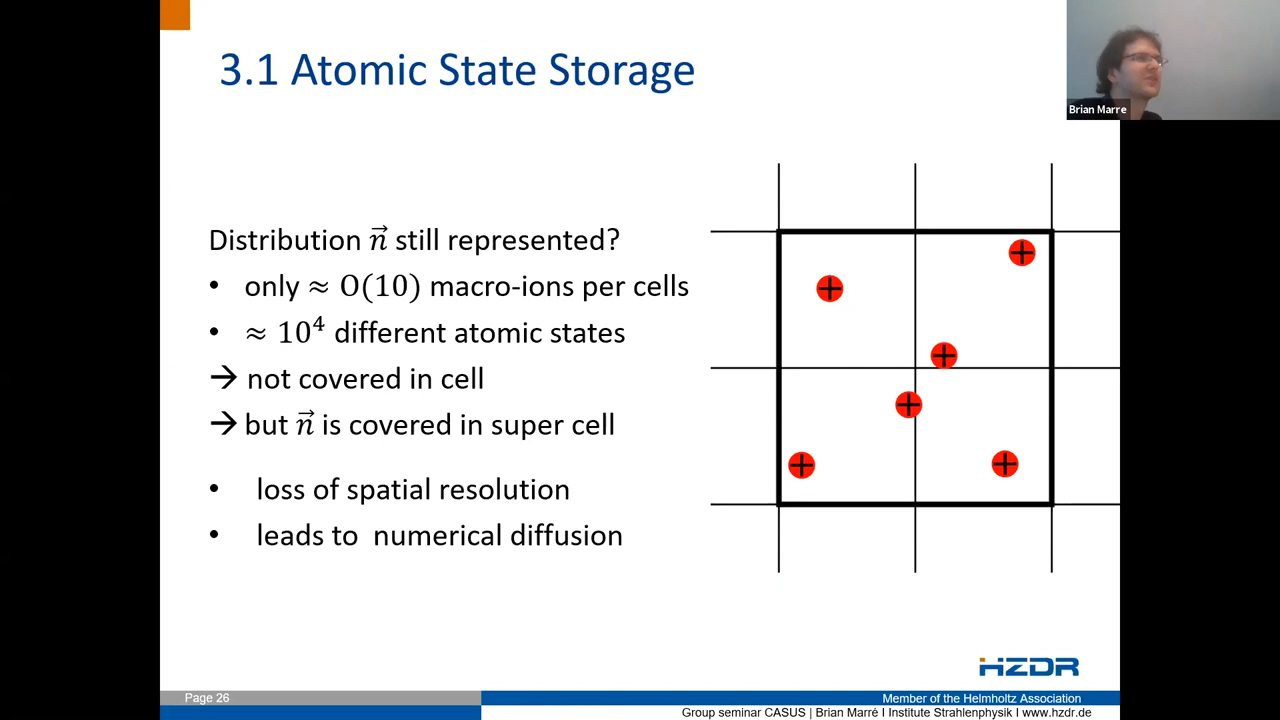 3.1 Atomic State Storage
Brian Marre
Distribution n⃗ still represented?
• only ≈ O(10) macro-ions per cells
• ≈ 10⁴ different atomic states
→ not covered in cell
→ but n⃗ is covered in super cell
• loss of spatial resolution
• leads to numerical diffusion
HZDR
Page 26
Member of the Helmholtz Association
Group seminar CASUS | Brian Marré I Institute Strahlenphysik I www.hzdr.de